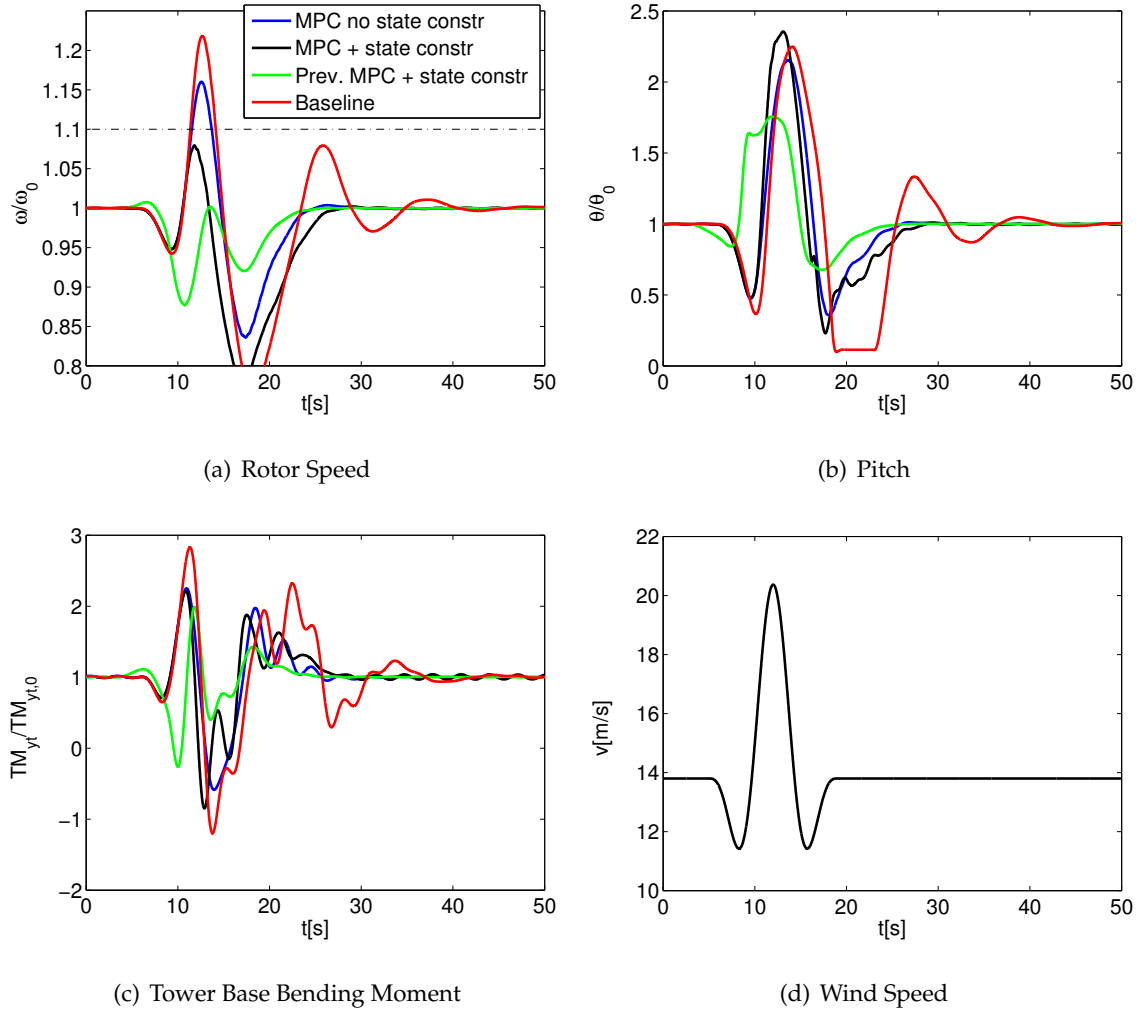 MPC no state constr
MPC + state constr
Prev. MPC + state constr
Baseline
1.2
1.15
1.1
1.05
1
0.95
0.9
0.85
0.8
ω/ω0
0 10 20 30 40 50
t[s]
(a) Rotor Speed
2.5
2
1.5
1
0.5
0
θ/θ0
0 10 20 30 40 50
t[s]
(b) Pitch
3
2
1
0
−1
−2
TMyt/TMyt,0
0 10 20 30 40 50
t[s]
(c) Tower Base Bending Moment
22
20
18
16
14
12
10
v[m/s]
0 10 20 30 40 50
t[s]
(d) Wind Speed